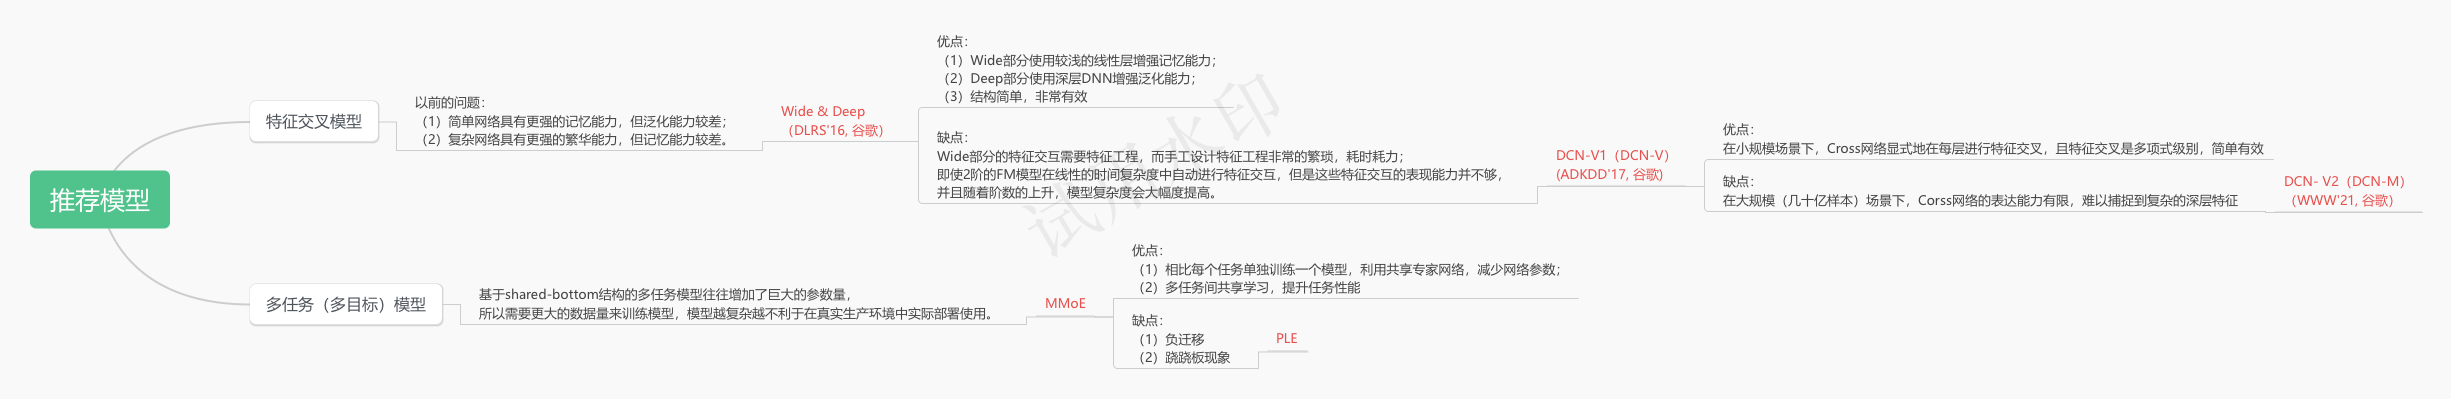 推荐模型
特征交叉模型
以前的问题：
（1）简单网络具有更强的记忆能力，但泛化能力较差；
（2）复杂网络具有更强的繁华能力，但记忆能力较差。
Wide & Deep
（DLRS'16, 谷歌）
优点：
（1）Wide部分使用较浅的线性层增强记忆能力；
（2）Deep部分使用深层DNN增强泛化能力；
（3）结构简单，非常有效
缺点：
Wide部分的特征交互需要特征工程，而手工设计特征工程非常的繁琐，耗时耗力；
即使2阶的FM模型在线性的时间复杂度中自动进行特征交互，但是这些特征交互的表现能力并不够，
并且随着阶数的上升，模型复杂度会大幅度提高。
DCN-V1（DCN-V）
(ADKDD'17, 谷歌)
优点：
在小规模场景下，Cross网络显式地在每层进行特征交叉，且特征交叉是多项式级别，简单有效
缺点：
在大规模（几十亿样本）场景下，Corss网络的表达能力有限，难以捕捉到复杂的深层特征
DCN- V2（DCN-M）
（WWW'21, 谷歌）
多任务（多目标）模型
基于shared-bottom结构的多任务模型往往增加了巨大的参数量，
所以需要更大的数据量来训练模型，模型越复杂越不利于在真实生产环境中实际部署使用。
MMoE
优点：
（1）相比每个任务单独训练一个模型，利用共享专家网络，减少网络参数；
（2）多任务间共享学习，提升任务性能
缺点：
（1）负迁移
（2）跷跷板现象
PLE
试用水印